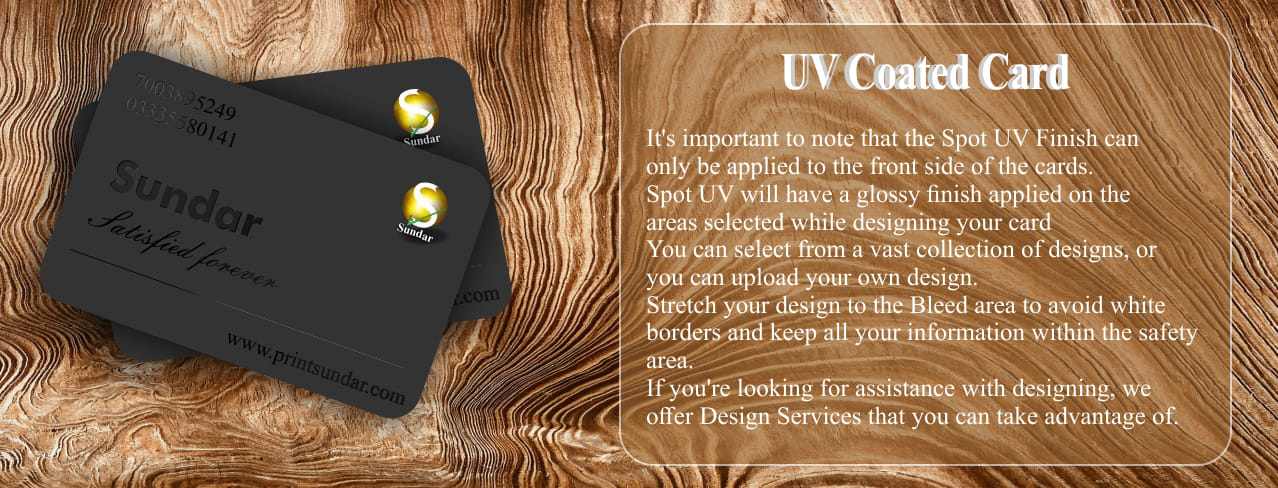 7003895249
03335580141
Sundar
Satisfied forever
www.printsundar.com
S
Sundar
S
Sundar
.com
UV Coated Card
It's important to note that the Spot UV Finish can
only be applied to the front side of the cards.
Spot UV will have a glossy finish applied on the
areas selected while designing your card
You can select from a vast collection of designs, or
you can upload your own design.
Stretch your design to the Bleed area to avoid white
borders and keep all your information within the safety
area.
If you're looking for assistance with designing, we
offer Design Services that you can take advantage of.